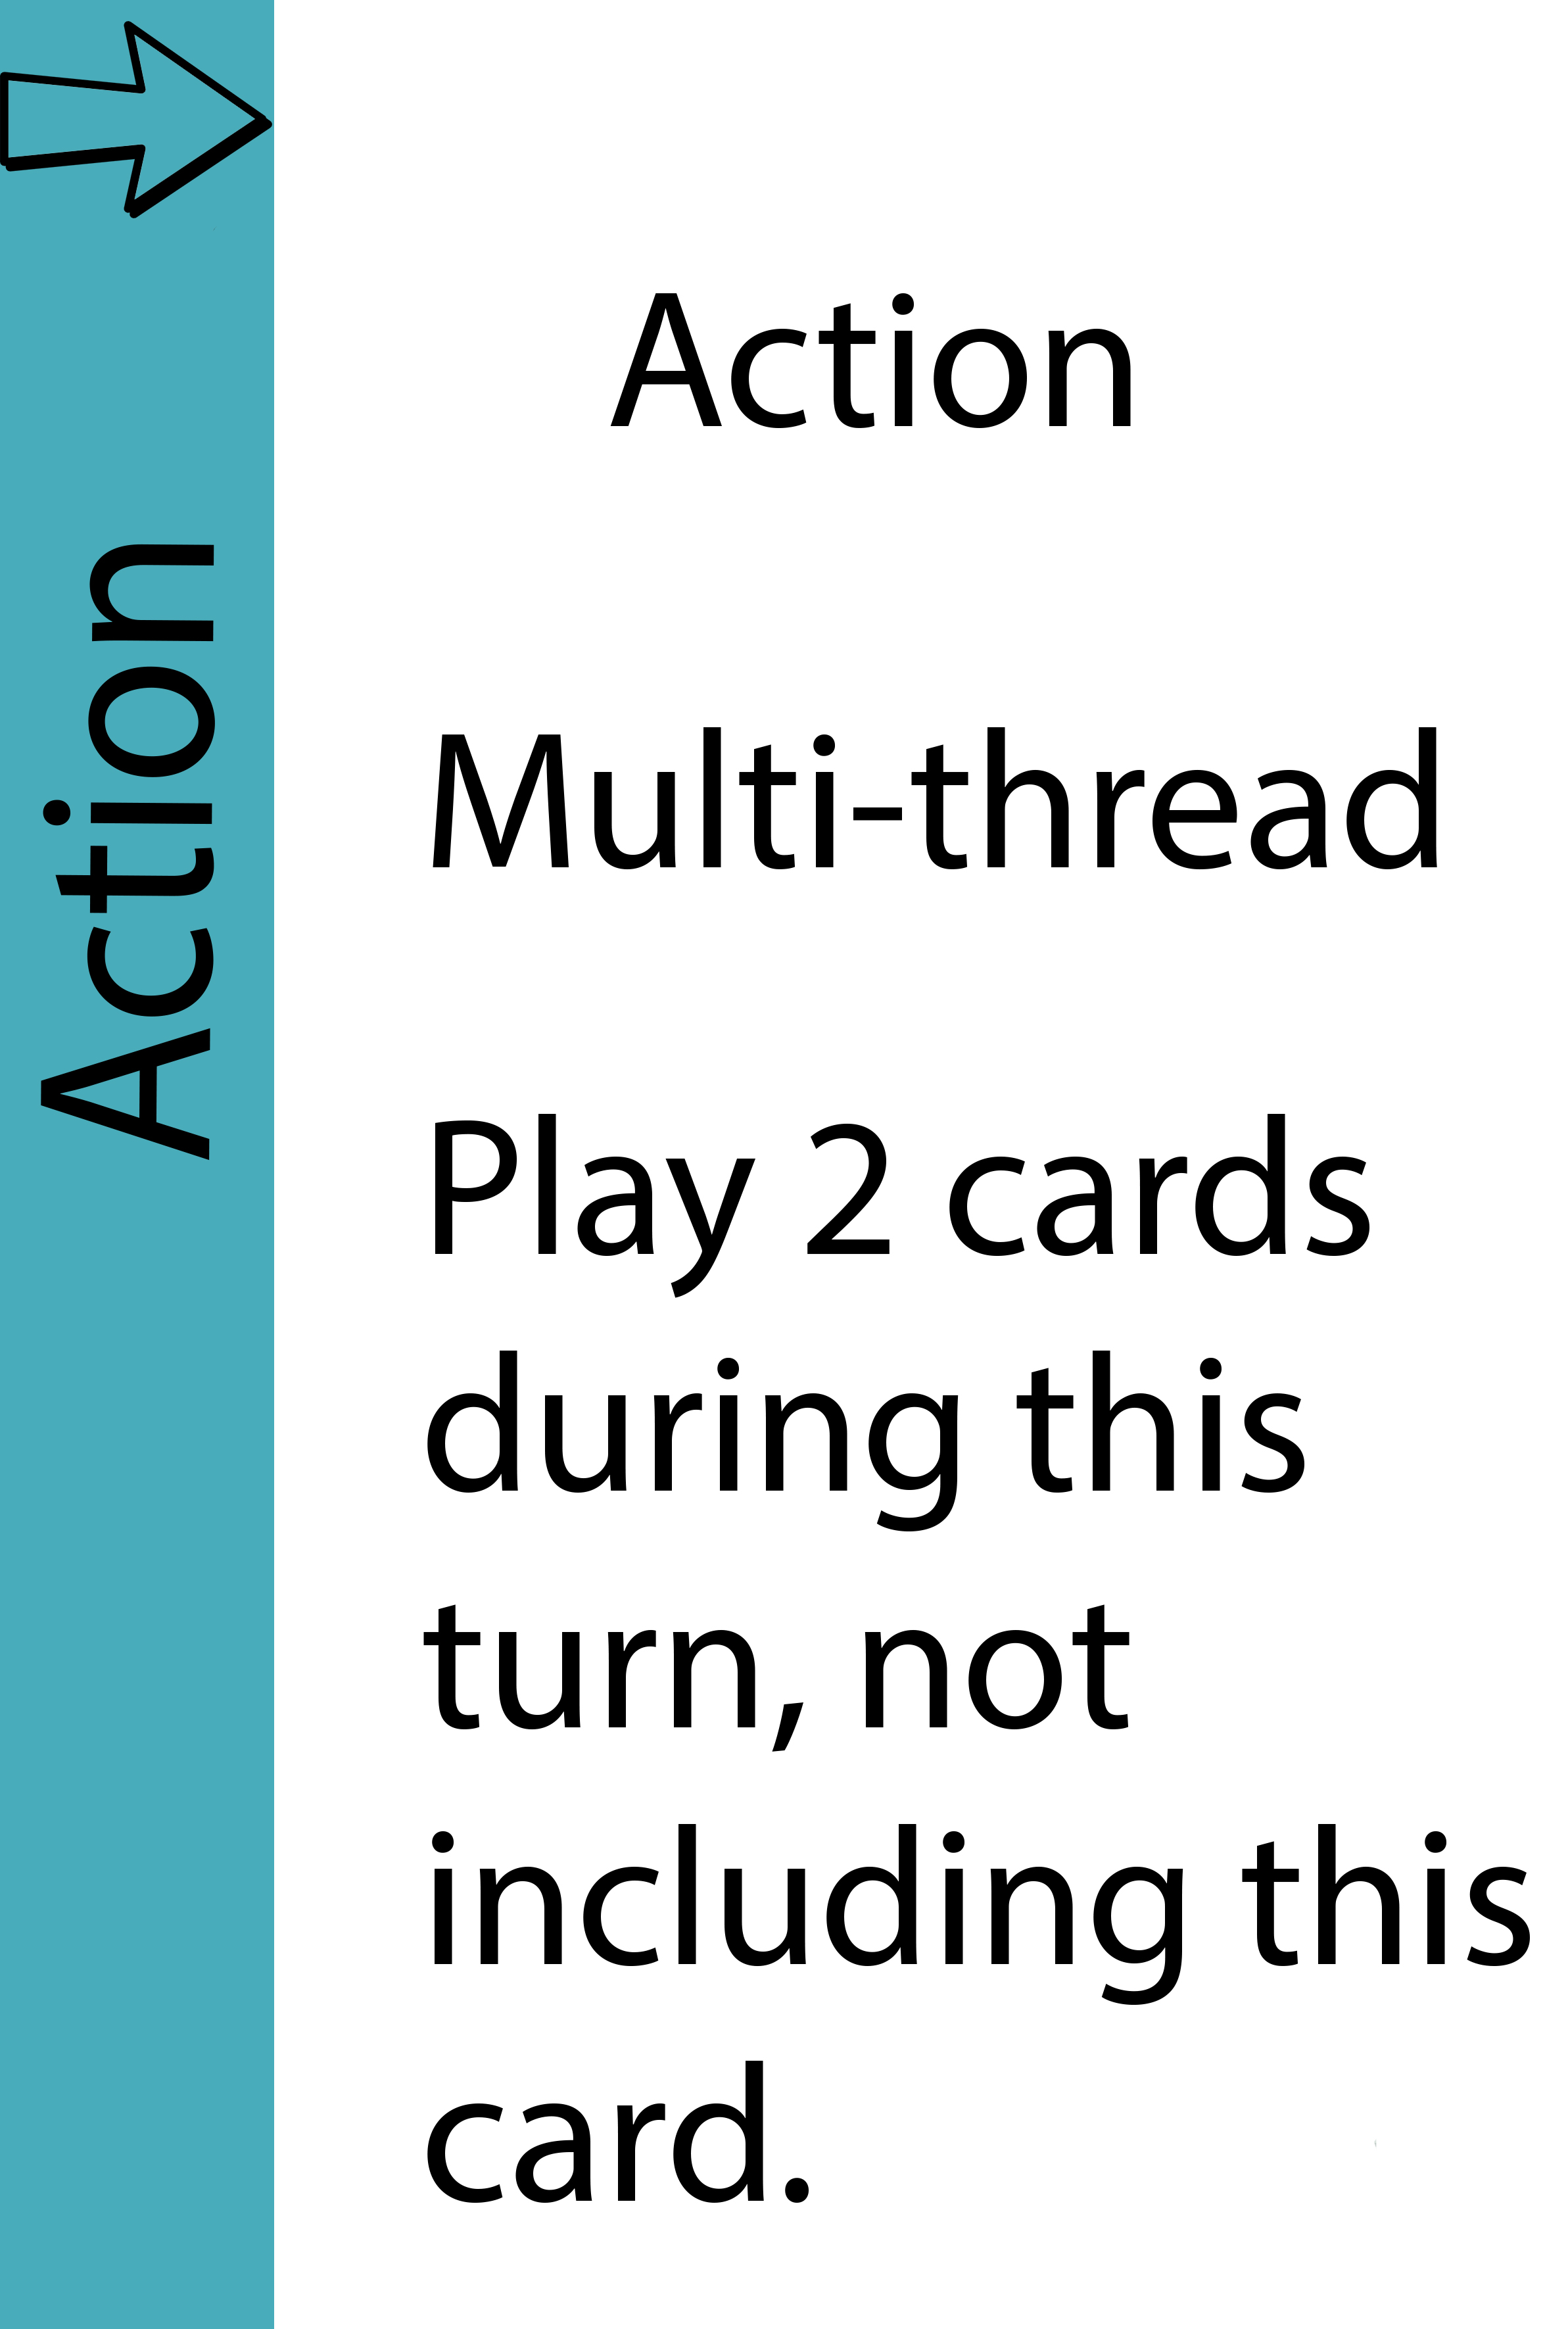 Action
Action
Multi-thread
Play 2 cards
during this
turn, not
including this
card.